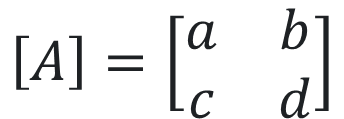 [A] = [a b
c d]